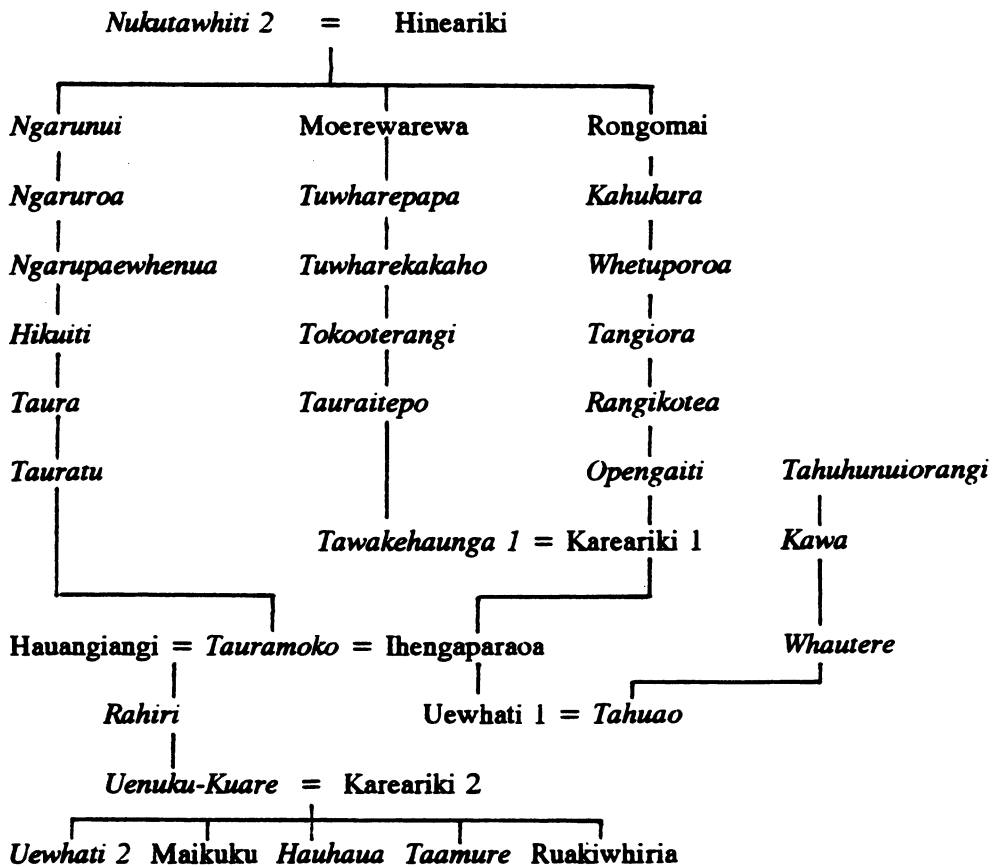 Nukutawhiti 2 = Hineariki
Ngarunui Moerewarewa Rongomai
Ngaruroa Tuwharepapa Kahukura
Ngarupaewhenua Tuwharekakaho Whetuporoa
Hikuiti Tokooterangi Tangiora
Taura Tauraitepo Rangikotea
Tauratu Opengaiti Tahuhunuiorangi
Tawakehaunga 1 = Kareariki 1 Kawa
Hauangiangi = Tauramoko = Ihengaparaoa Whautere
Rahiri Uewhati 1 = Tahuao
Uenuku-Kuare = Kareariki 2
Uewhati 2 Maikuku Hauhaua Taamure Ruakiwhiria